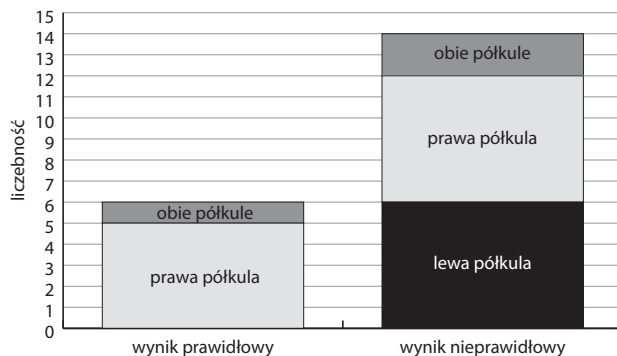 15
14
13
12
11
10
9
8
7
6
5
4
3
2
1
0
liczebność
obie półkule
prawa półkula
obie półkule
prawa półkula
lewa półkula
wynik prawidłowy
wynik nieprawidłowy